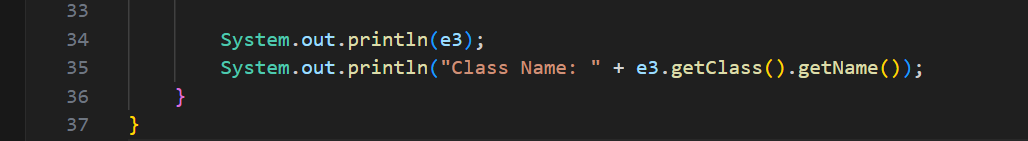 33
34 System.out.println(e3);
35 System.out.println("Class Name: " + e3.getClass().getName());
36 }
37 }